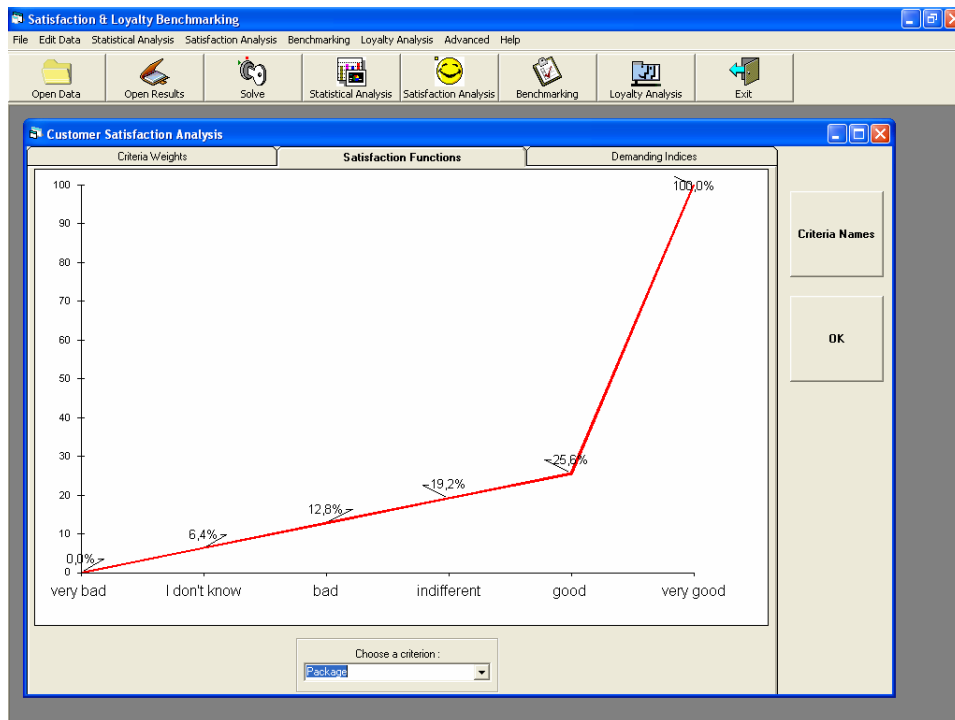 Satisfaction & Loyalty Benchmarking
File Edit Data Statistical Analysis Satisfaction Analysis Benchmarking Loyalty Analysis Advanced Help
Open Data Open Results Solve Statistical Analysis Satisfaction Analysis Benchmarking Loyalty Analysis Exit
Customer Satisfaction Analysis
Criteria Weights Satisfaction Functions Demanding Indices
100
100,0%
90
80
70
60
50
40
30
25,6%
20
19,2%
12,8%
10
6,4%
0,0%
0
very bad I don't know bad indifferent good very good
Criteria Names
OK
Choose a criterion :
Package